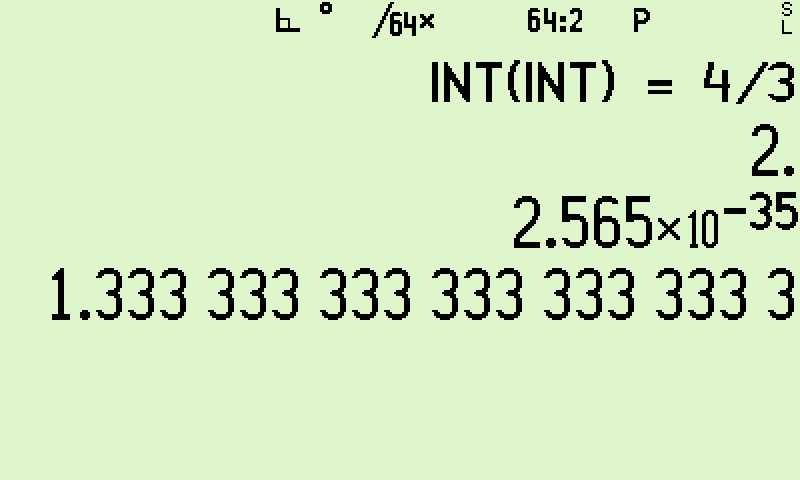 ° /64× 64:2 P S L
INT(INT) = 4/3
2.
2.565×10⁻³⁵
1.333 333 333 333 333 333 3